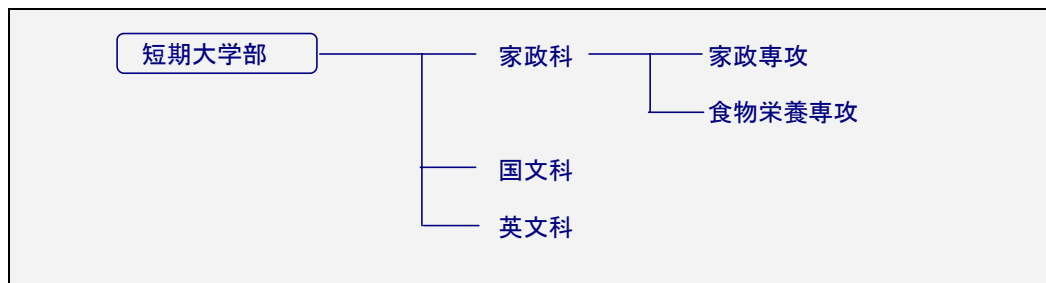 短期大学部 家政科 家政専攻
食物栄養専攻
国文科
英文科